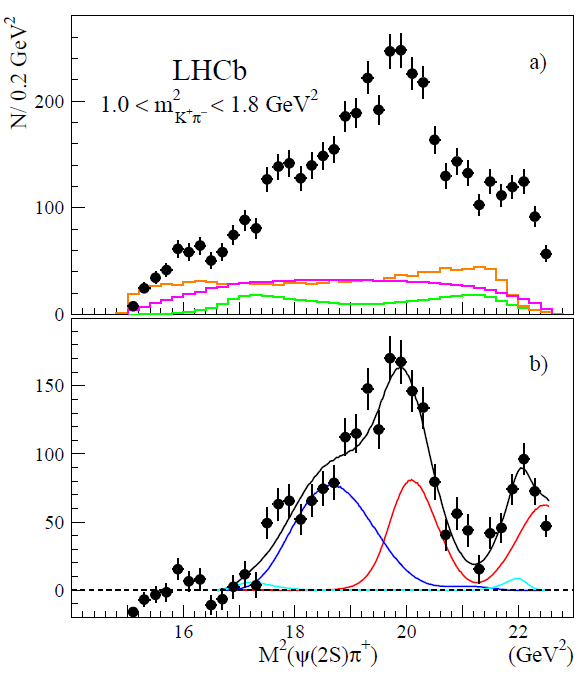 N/ 0.2 GeV²
LHCb
a)
1.0 < m²K⁺π⁻ < 1.8 GeV²
200
100
0
b)
150
100
50
0
16 18 20 22
M²(ψ(2S)π⁺) (GeV²)